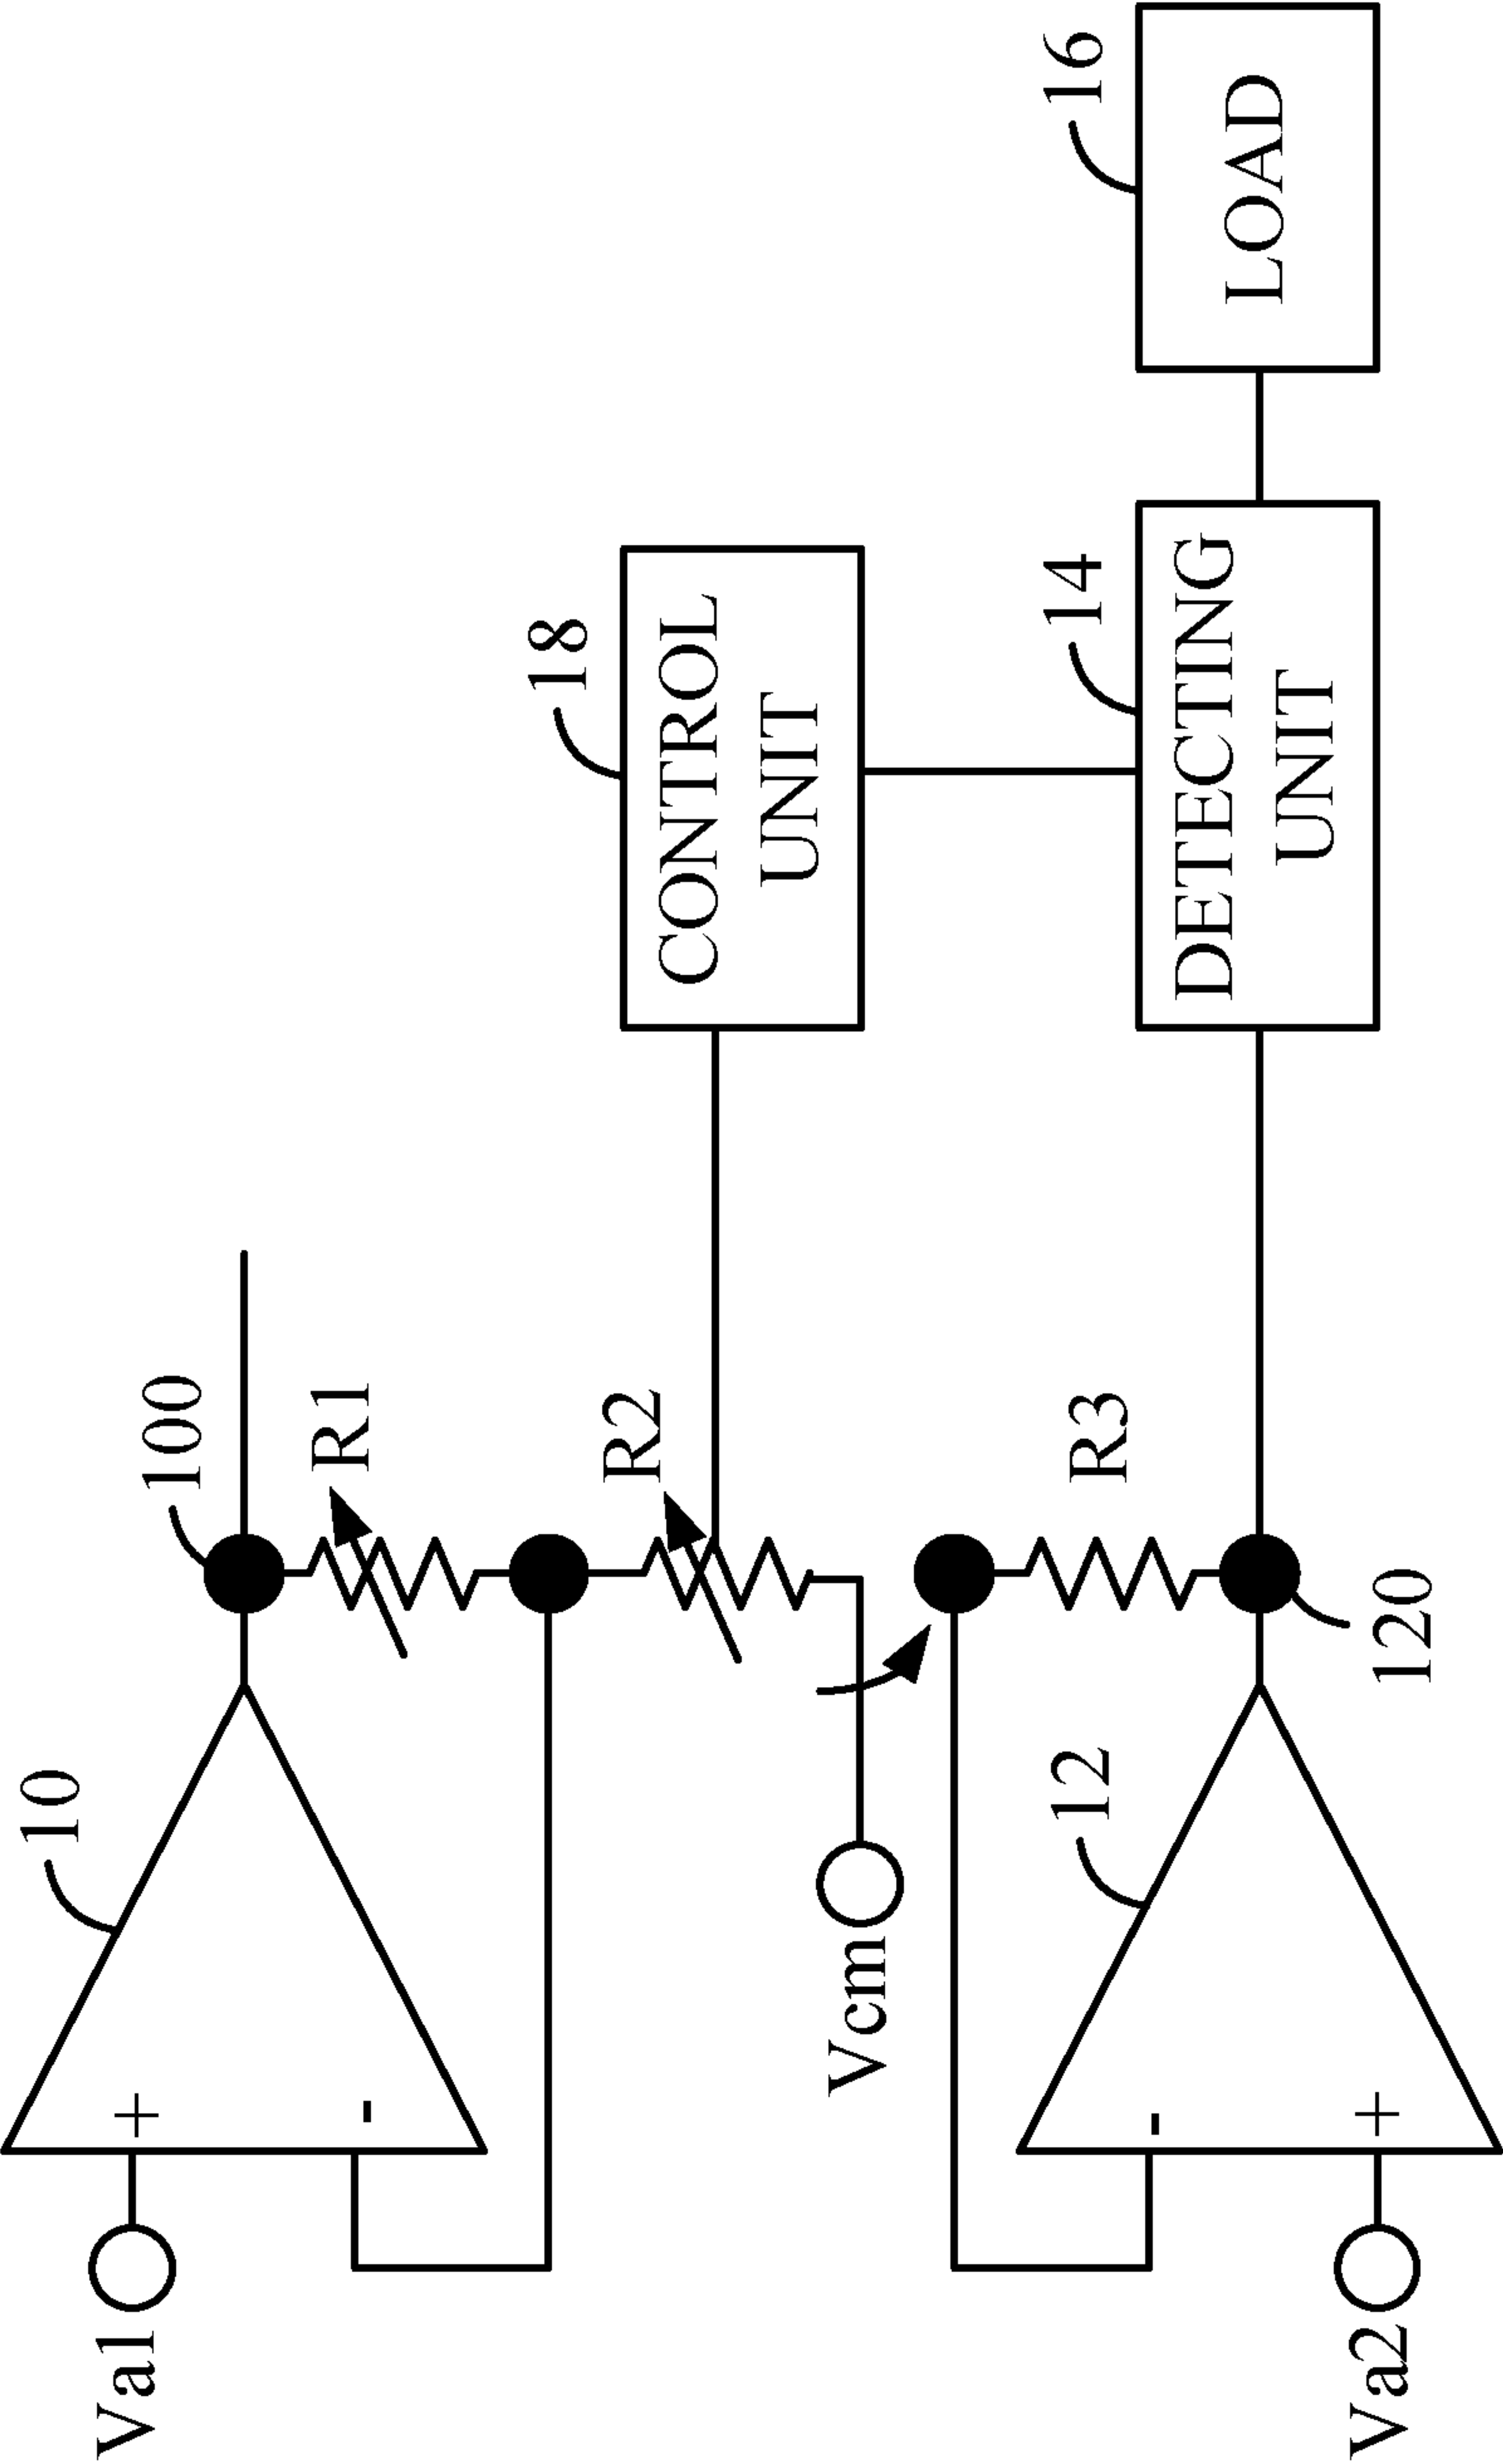 10
100
Va1
+
-
R1
18
CONTROL
UNIT
R2
Vcm
16
LOAD
14
DETECTING
UNIT
R3
12
-
+
Va2
120